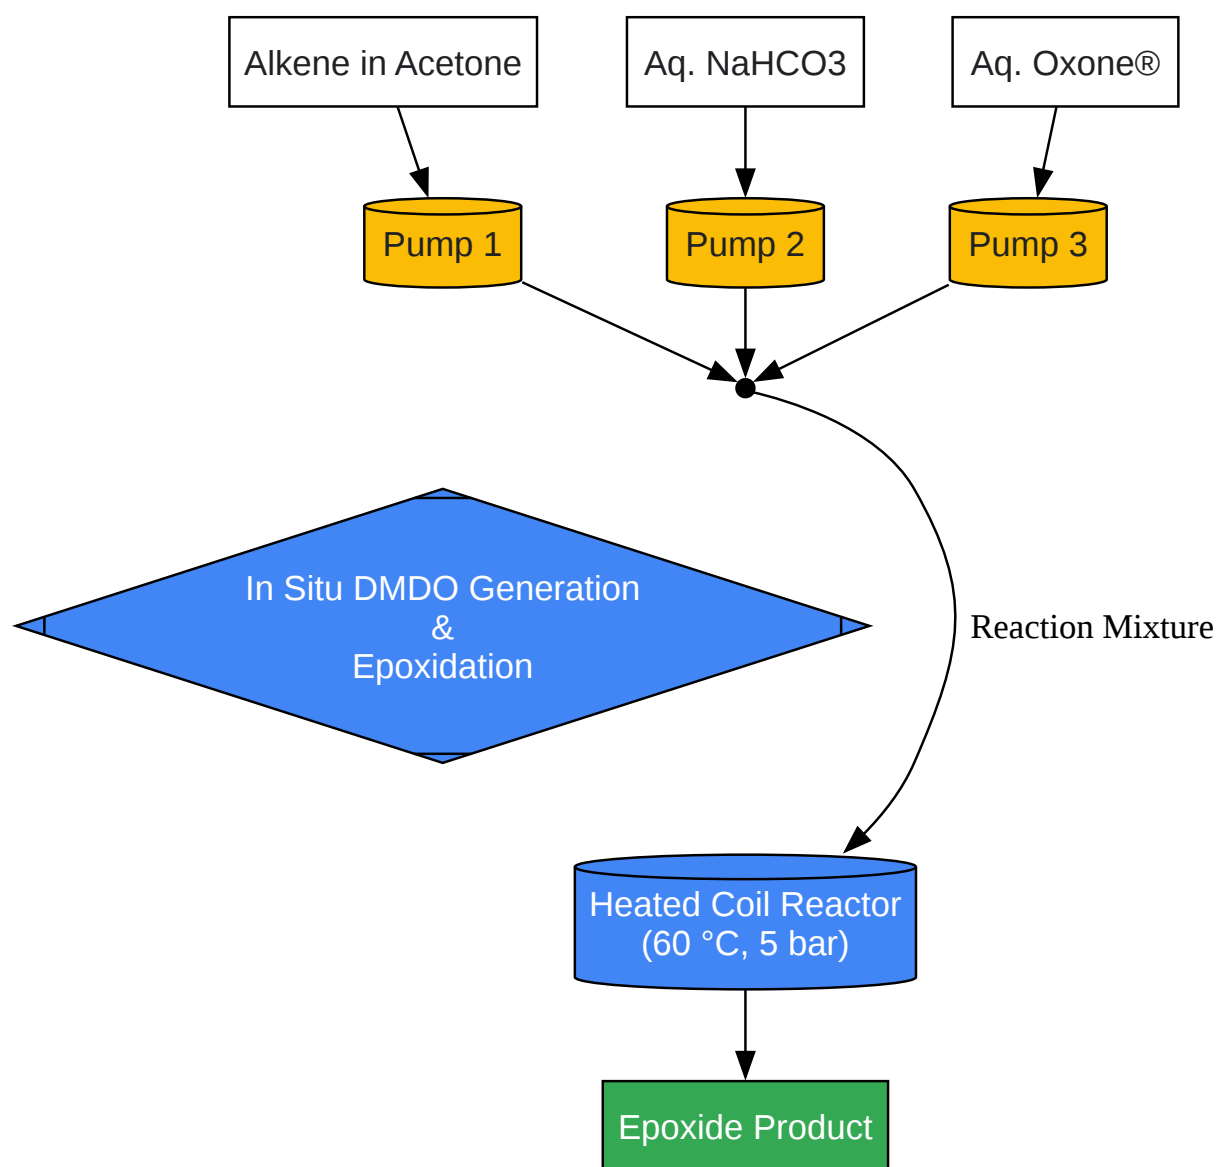 Alkene in Acetone
Aq. NaHCO3
Aq. Oxone®
Pump 1
Pump 2
Pump 3
In Situ DMDO Generation
&
Epoxidation
Reaction Mixture
Heated Coil Reactor
(60 °C, 5 bar)
Epoxide Product